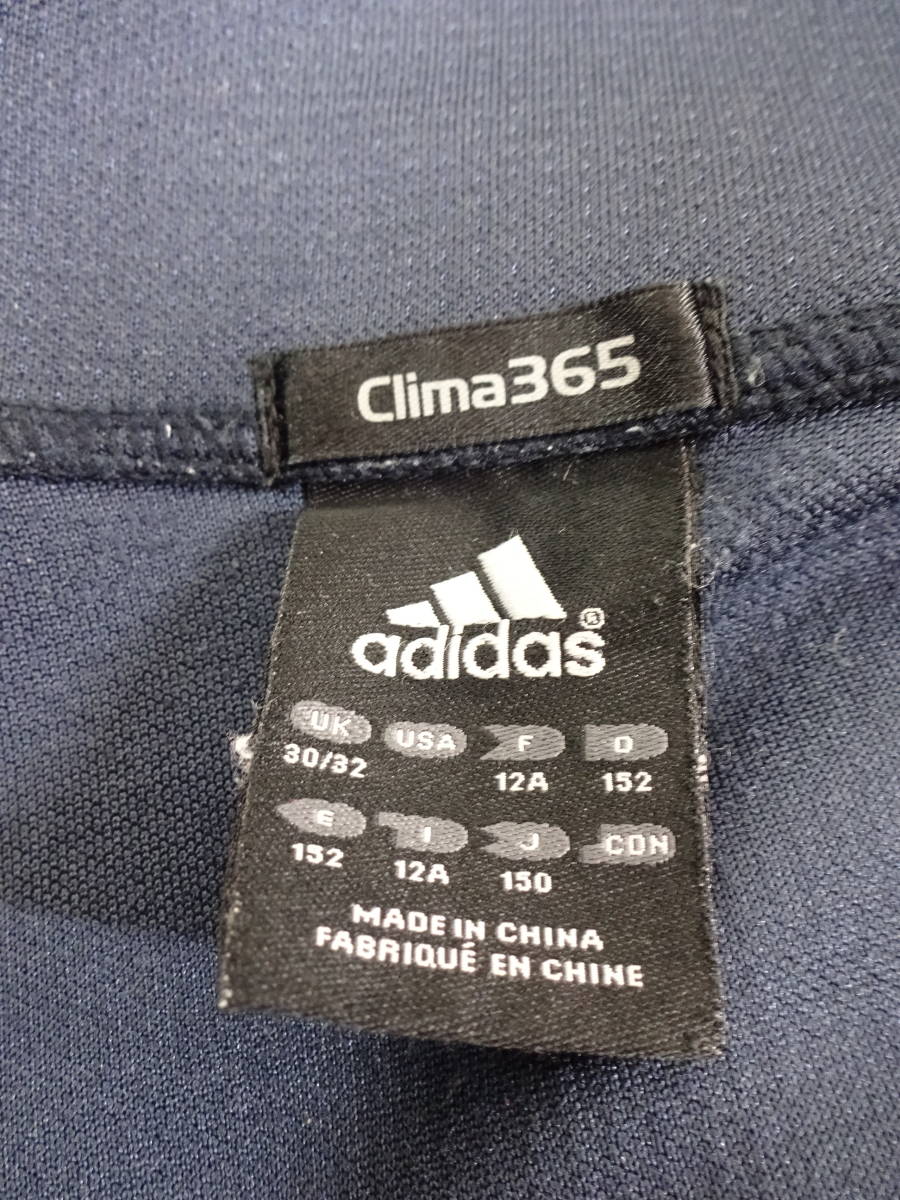 Clima365
adidas®
UK USA F D
30/32 12A 152
E I J CDN
152 12A 150
MADE IN CHINA
FABRIQUÉ EN CHINE